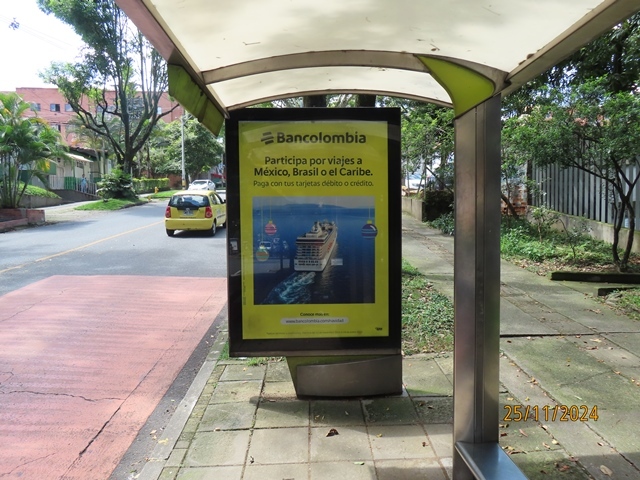 Bancolombia
Participa por viajes a
México, Brasil o el Caribe.
Paga con tus tarjetas débito o crédito.
25/11/2024